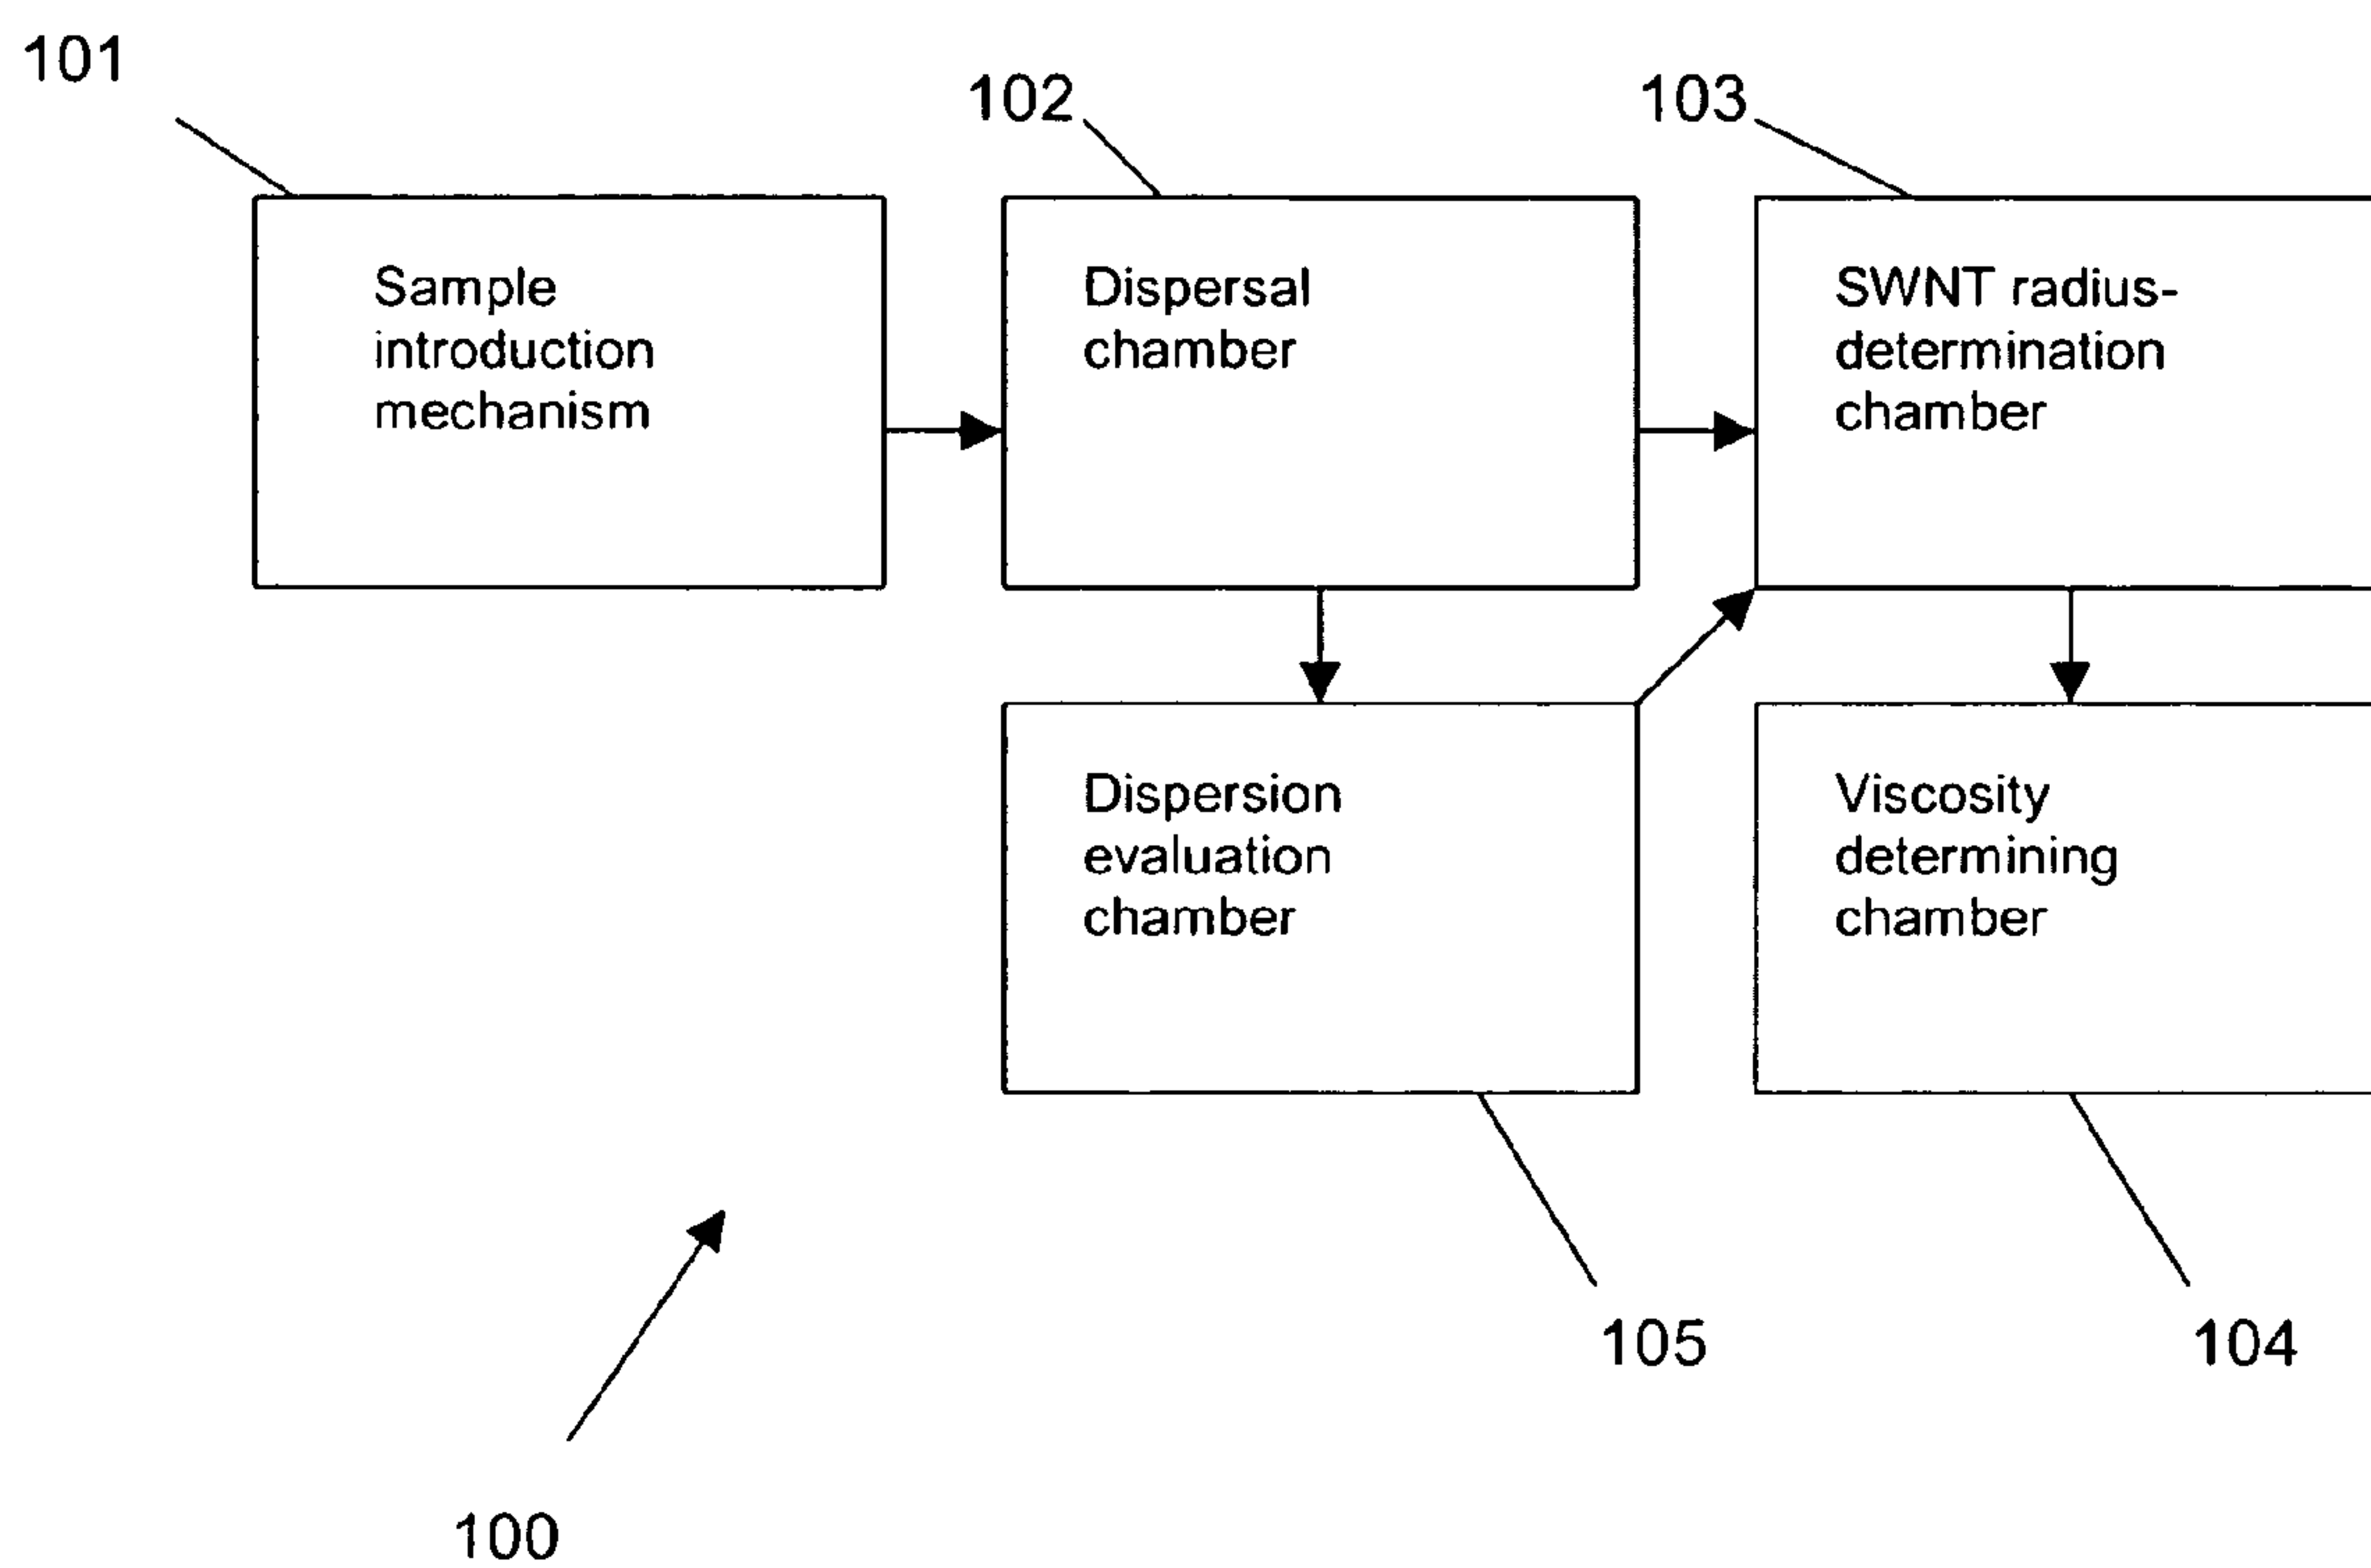 101
102
103
Sample
introduction
mechanism
Dispersal
chamber
SWNT radius-
determination
chamber
Dispersion
evaluation
chamber
Viscosity
determining
chamber
105
104
100